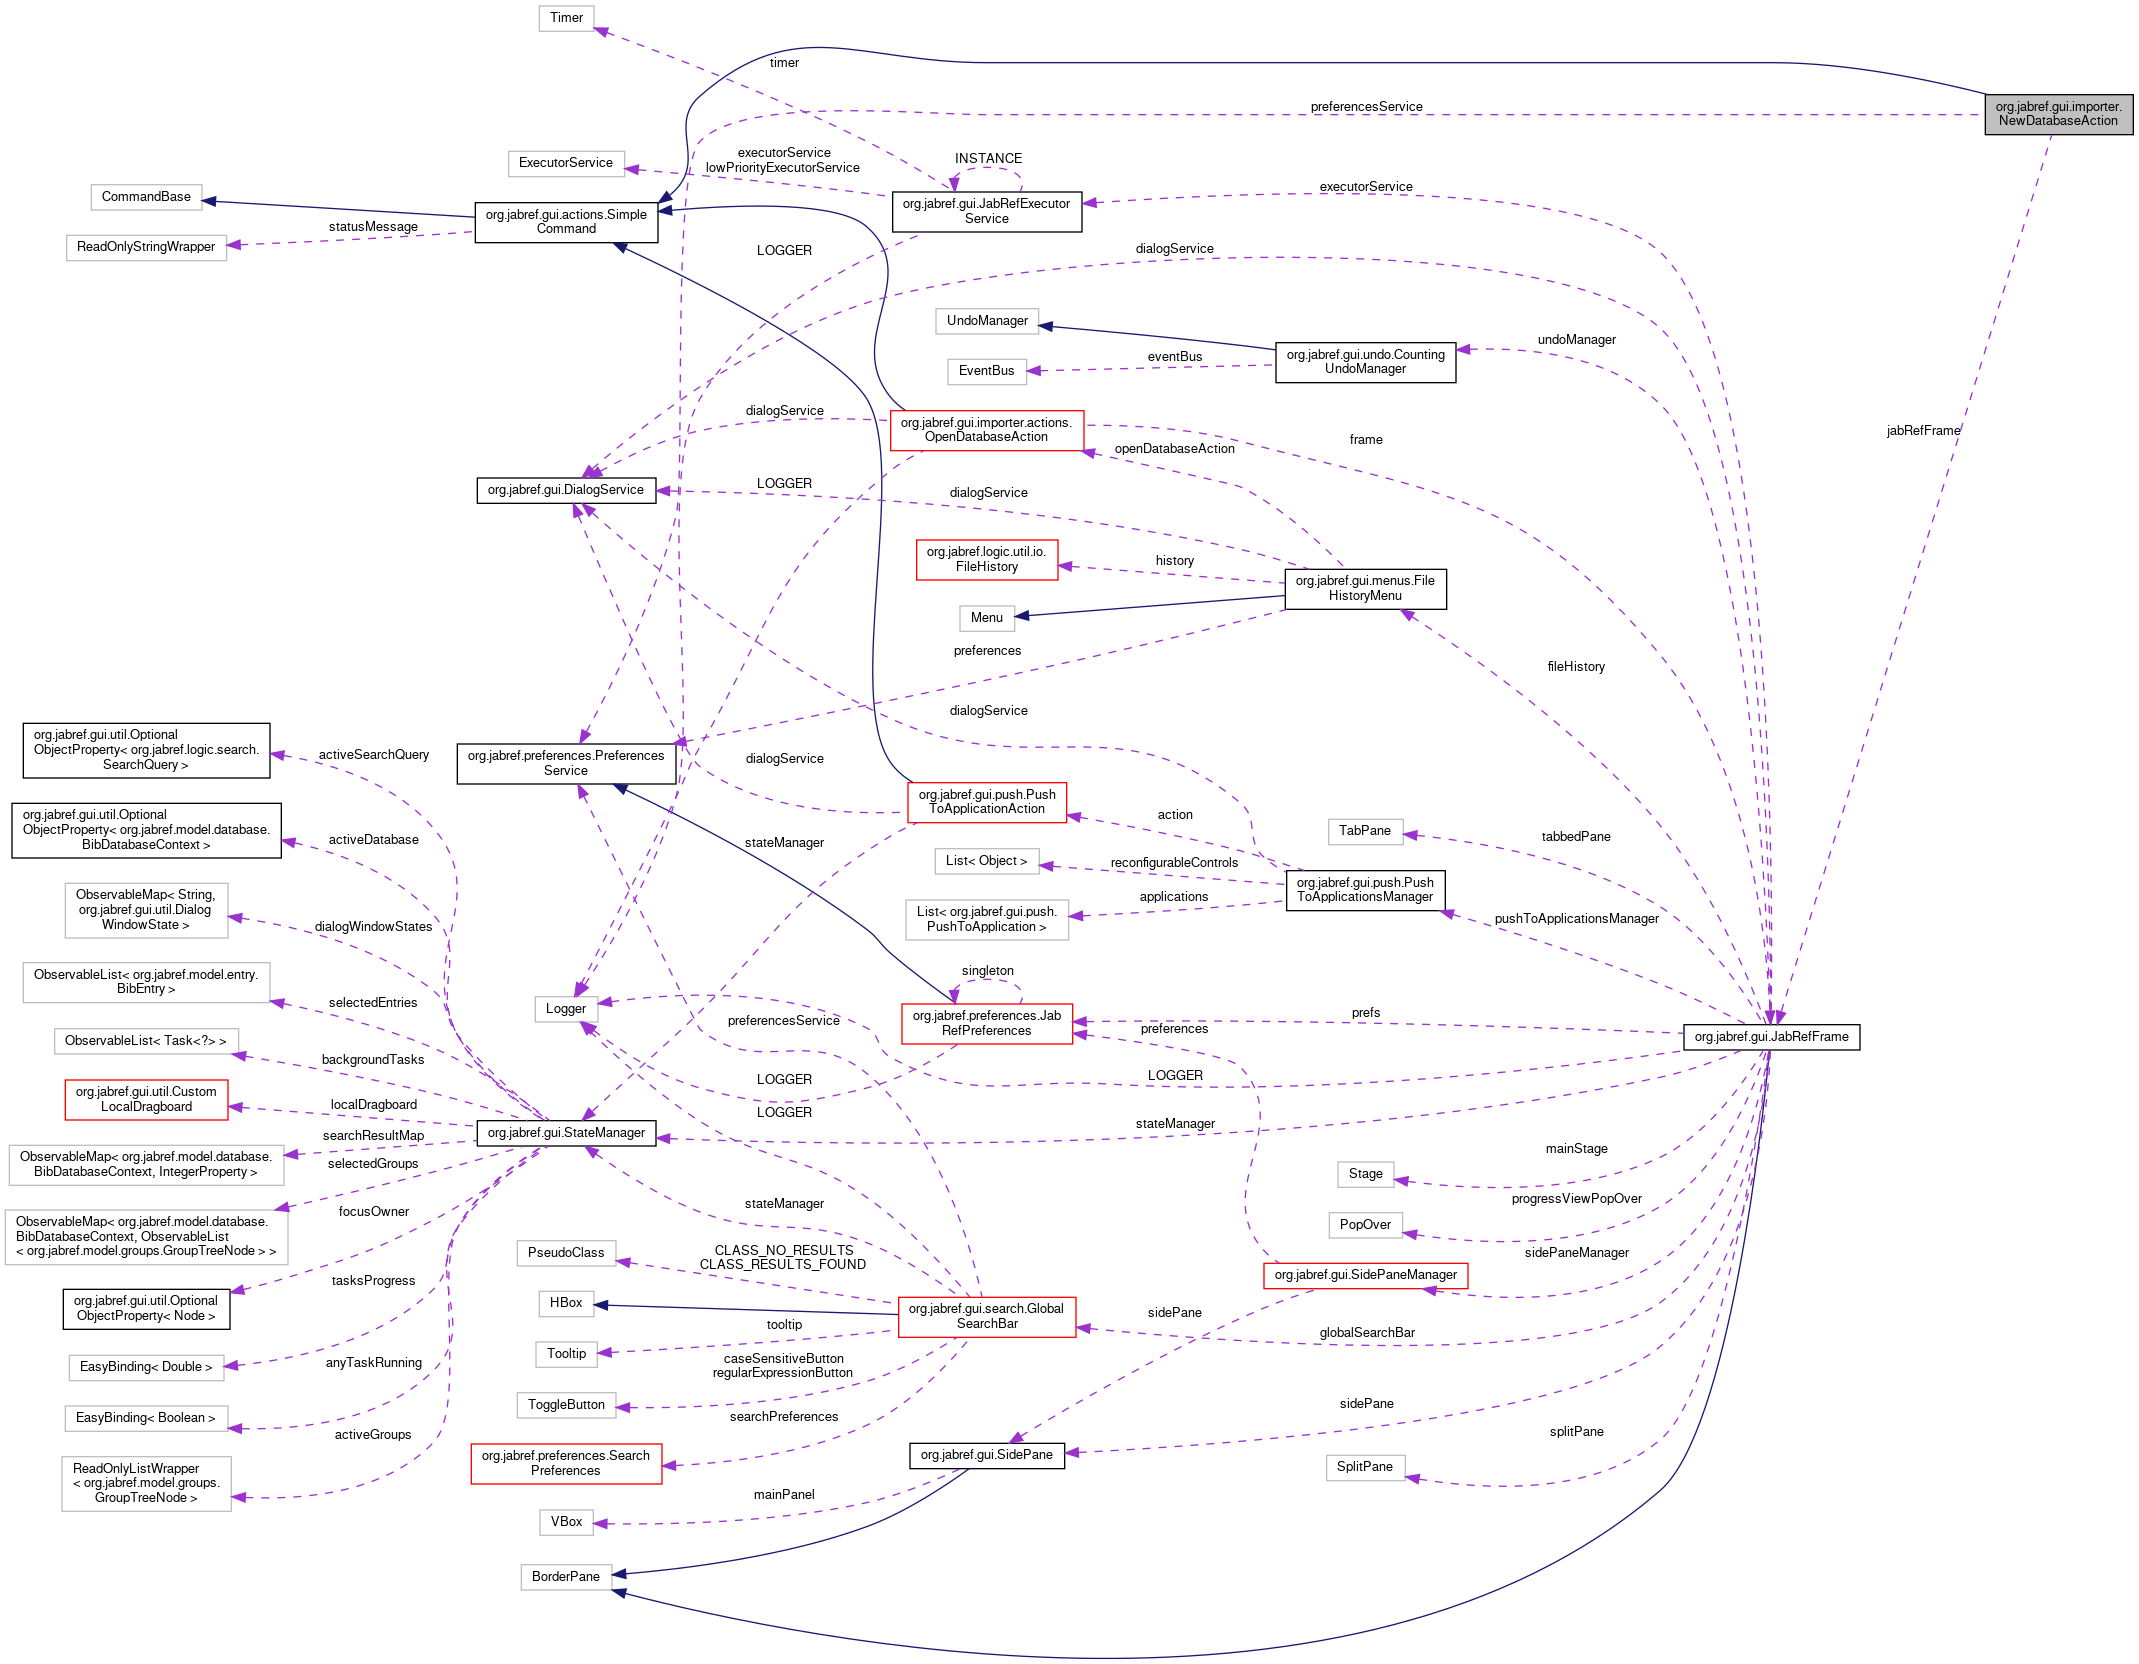 Timer
timer
preferencesService
org.jabref.gui.importer.
NewDatabaseAction
executorService
lowPriorityExecutorService
ExecutorService
INSTANCE
executorService
CommandBase
org.jabref.gui.JabRefExecutor
Service
org.jabref.gui.actions.Simple
Command
statusMessage
ReadOnlyStringWrapper
LOGGER
dialogService
UndoManager
undoManager
org.jabref.gui.undo.Counting
UndoManager
eventBus
EventBus
dialogService
org.jabref.gui.importer.actions.
OpenDatabaseAction
frame
jabRefFrame
openDatabaseAction
LOGGER
dialogService
org.jabref.gui.DialogService
org.jabref.logic.util.io.
FileHistory
history
org.jabref.gui.menus.File
HistoryMenu
Menu
preferences
fileHistory
dialogService
org.jabref.gui.util.Optional
ObjectProperty< org.jabref.logic.search.
SearchQuery >
activeSearchQuery
org.jabref.preferences.Preferences
Service
dialogService
org.jabref.gui.push.Push
ToApplicationAction
action
TabPane
tabbedPane
org.jabref.gui.util.Optional
ObjectProperty< org.jabref.model.database.
BibDatabaseContext >
activeDatabase
stateManager
List< Object >
reconfigurableControls
org.jabref.gui.push.Push
ToApplicationsManager
applications
List< org.jabref.gui.push.
PushToApplication >
pushToApplicationsManager
ObservableMap< String,
org.jabref.gui.util.Dialog
WindowState >
dialogWindowStates
ObservableList< org.jabref.model.entry.
BibEntry >
selectedEntries
singleton
Logger
preferencesService
org.jabref.preferences.Jab
RefPreferences
prefs
preferences
org.jabref.gui.JabRefFrame
ObservableList< Task<?> >
backgroundTasks
LOGGER
LOGGER
org.jabref.gui.util.Custom
LocalDragboard
localDragboard
LOGGER
org.jabref.gui.StateManager
stateManager
searchResultMap
ObservableMap< org.jabref.model.database.
BibDatabaseContext, IntegerProperty >
selectedGroups
mainStage
Stage
stateManager
progressViewPopOver
PopOver
focusOwner
ObservableMap< org.jabref.model.database.
BibDatabaseContext, ObservableList
< org.jabref.model.groups.GroupTreeNode > >
PseudoClass
CLASS_NO_RESULTS
CLASS_RESULTS_FOUND
sidePaneManager
org.jabref.gui.SidePaneManager
tasksProgress
org.jabref.gui.util.Optional
ObjectProperty< Node >
HBox
org.jabref.gui.search.Global
SearchBar
sidePane
tooltip
globalSearchBar
Tooltip
EasyBinding< Double >
anyTaskRunning
caseSensitiveButton
regularExpressionButton
ToggleButton
sidePane
EasyBinding< Boolean >
searchPreferences
activeGroups
splitPane
org.jabref.preferences.Search
Preferences
org.jabref.gui.SidePane
SplitPane
ReadOnlyListWrapper
< org.jabref.model.groups.
GroupTreeNode >
mainPanel
VBox
BorderPane